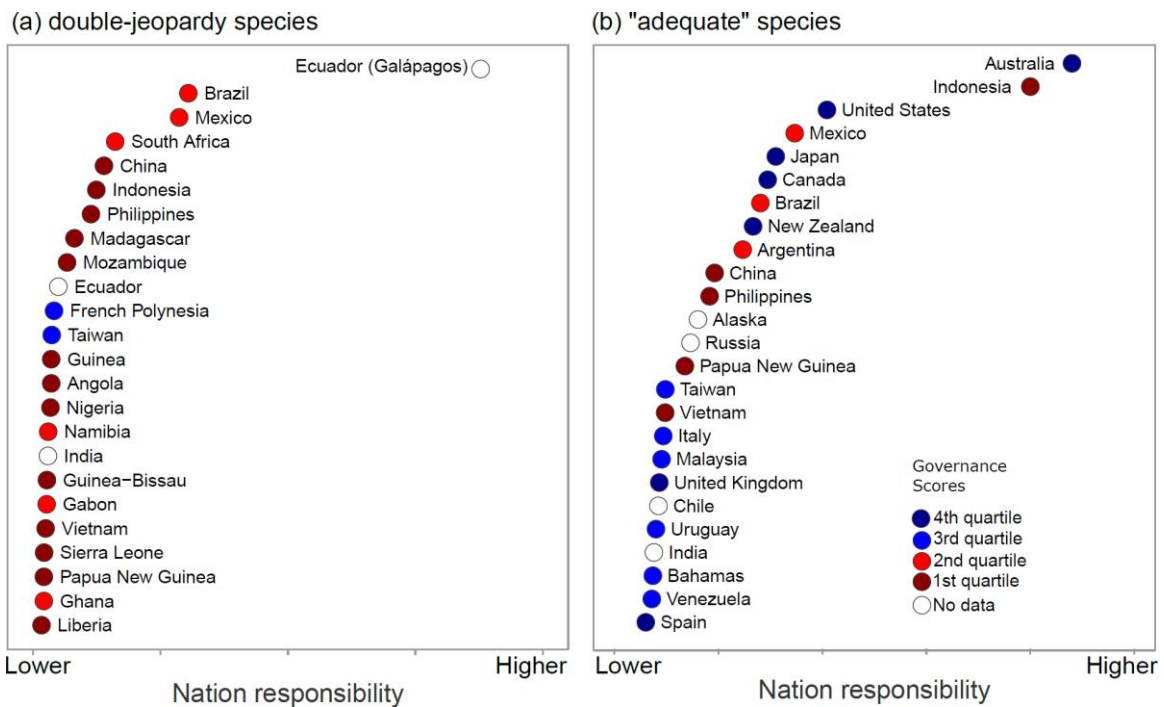 (a) double-jeopardy species
Ecuador (Galápagos)
Brazil
Mexico
South Africa
China
Indonesia
Philippines
Madagascar
Mozambique
Ecuador
French Polynesia
Taiwan
Guinea
Angola
Nigeria
Namibia
India
Guinea−Bissau
Gabon
Vietnam
Sierra Leone
Papua New Guinea
Ghana
Liberia
Lower
Higher
Nation responsibility
(b) "adequate" species
Australia
Indonesia
United States
Mexico
Japan
Canada
Brazil
New Zealand
Argentina
China
Philippines
Alaska
Russia
Papua New Guinea
Taiwan
Vietnam
Italy
Malaysia
United Kingdom
Chile
Uruguay
India
Bahamas
Venezuela
Spain
Governance
Scores
4th quartile
3rd quartile
2nd quartile
1st quartile
No data
Lower
Higher
Nation responsibility